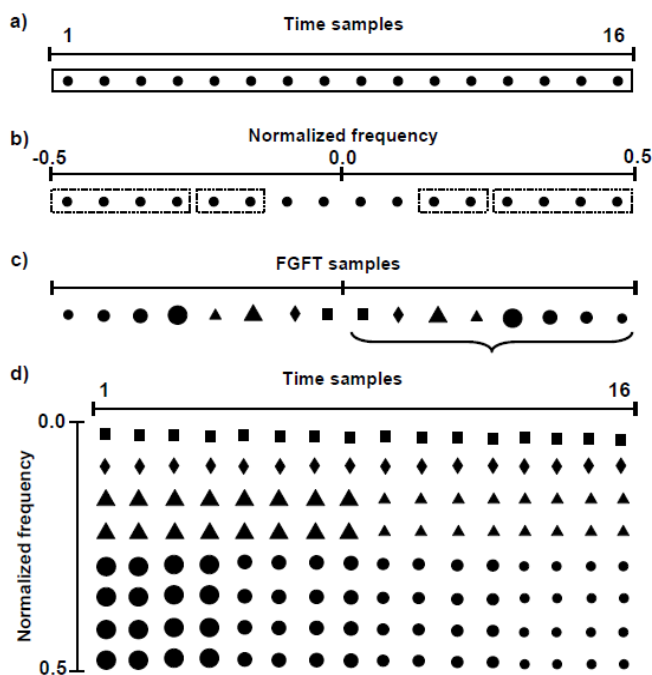 a)
Time samples
1 16
b)
Normalized frequency
-0.5 0.0 0.5
c)
FGFT samples
d)
Time samples
1 16
0.0
Normalized frequency
0.5